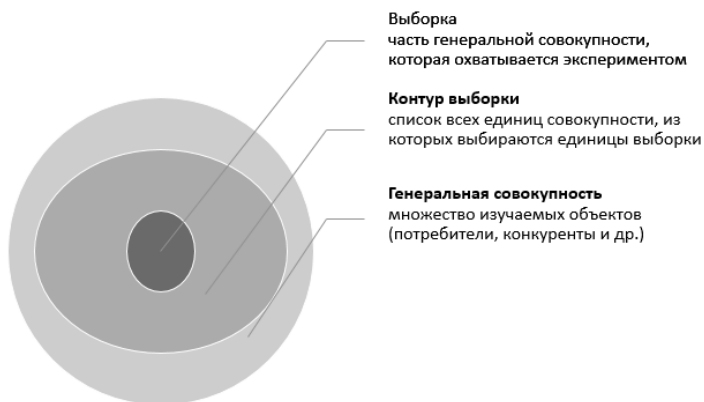 Выборка
часть генеральной совокупности,
которая охватывается экспериментом
Контур выборки
список всех единиц совокупности, из
которых выбираются единицы выборки
Генеральная совокупность
множество изучаемых объектов
(потребители, конкуренты и др.)